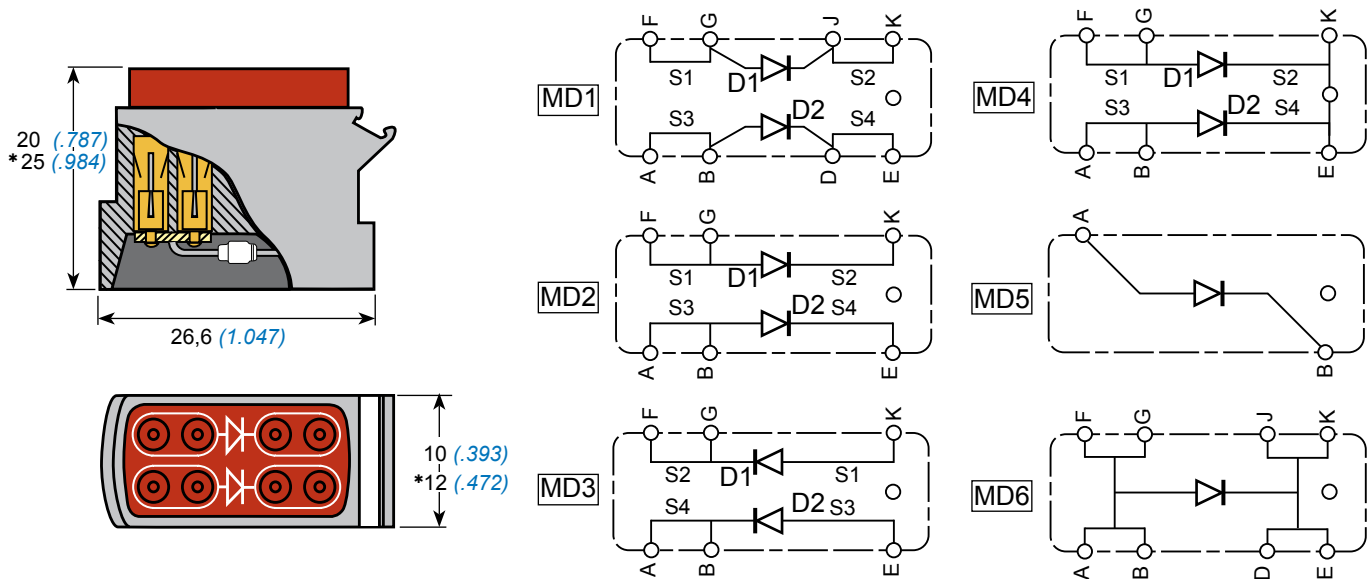 20 (.787)
*25 (.984)
26,6 (1.047)
10 (.393)
*12 (.472)
MD1
F G J K
S1 D1 S2
S3 D2 S4
A B D E
MD2
F G K
S1 D1 S2
S3 D2 S4
A B E
MD3
F G K
S2 D1 S1
S4 D2 S3
A B E
MD4
F G K
S1 D1 S2
S3 D2 S4
A B E
MD5
A
B
MD6
F G J K
A B D E